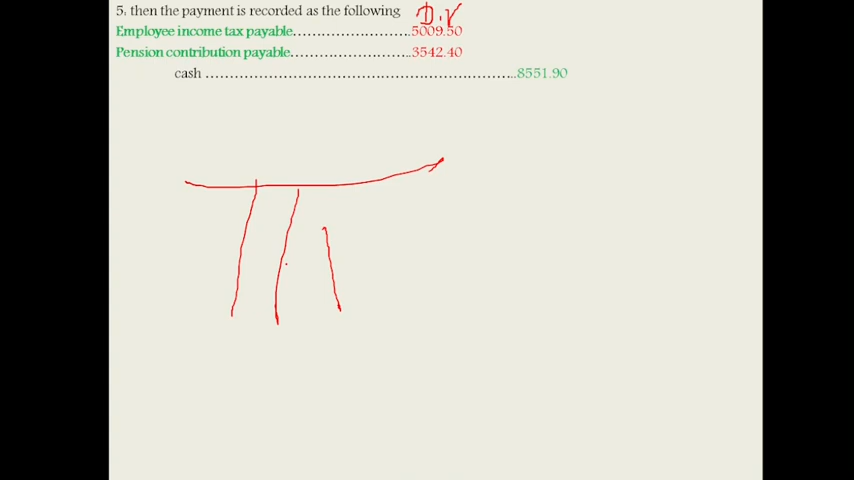 5. then the payment is recorded as the following D.V
Employee income tax payable……………………..5009.50
Pension contribution payable……………………..3542.40
cash ……………………………………………………..8551.90